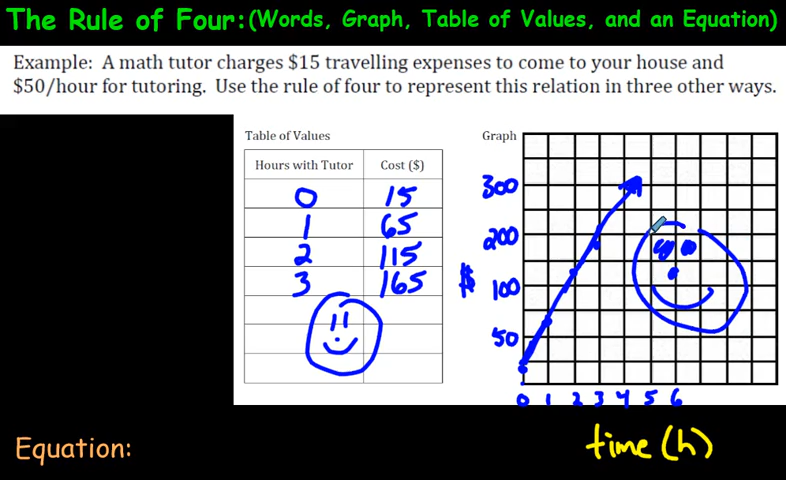 The Rule of Four:(Words, Graph, Table of Values, and an Equation)
Example: A math tutor charges $15 travelling expenses to come to your house and
$50/hour for tutoring. Use the rule of four to represent this relation in three other ways.
Table of Values
Hours with Tutor Cost ($)
0 15
1 65
2 115
3 165
Graph
300
200
$ 100
50
0 1 2 3 4 5 6
time (h)
Equation: